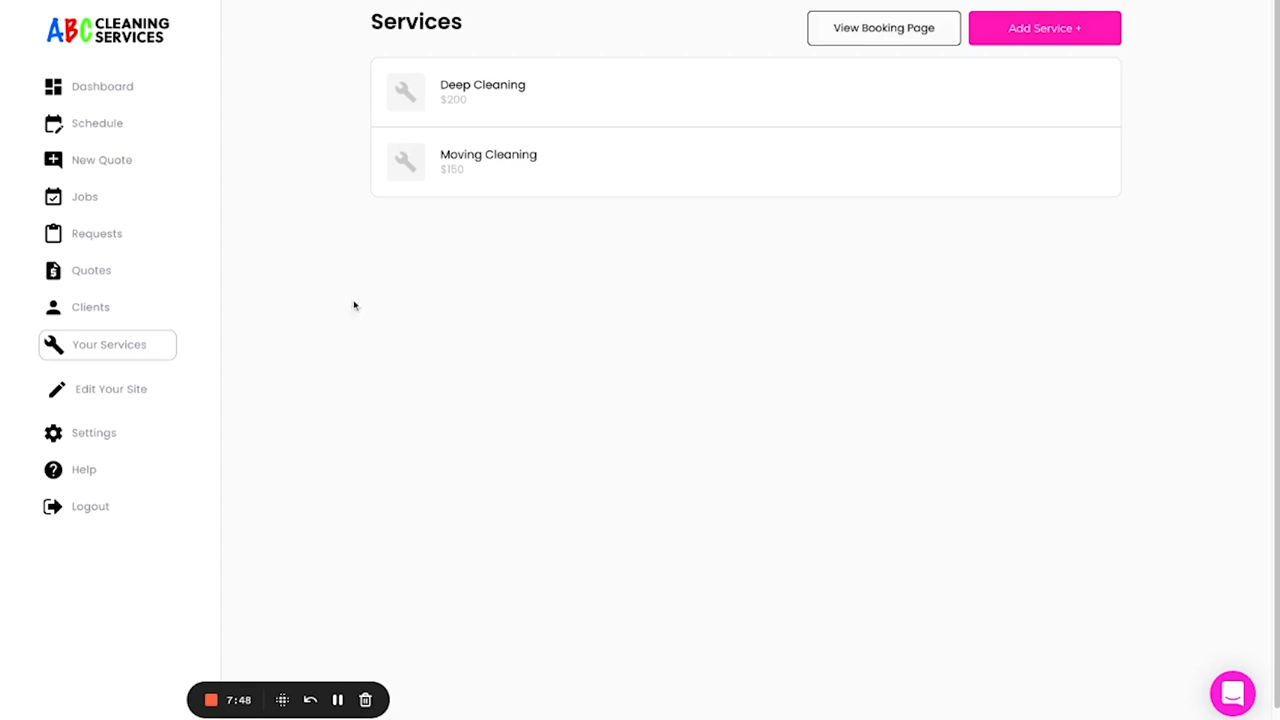 ABC CLEANING
SERVICES
Dashboard
Schedule
New Quote
Jobs
Requests
Quotes
Clients
Your Services
Edit Your Site
Settings
Help
Logout
Services
View Booking Page
Add Service +
Deep Cleaning
$200
Moving Cleaning
$150
7:48